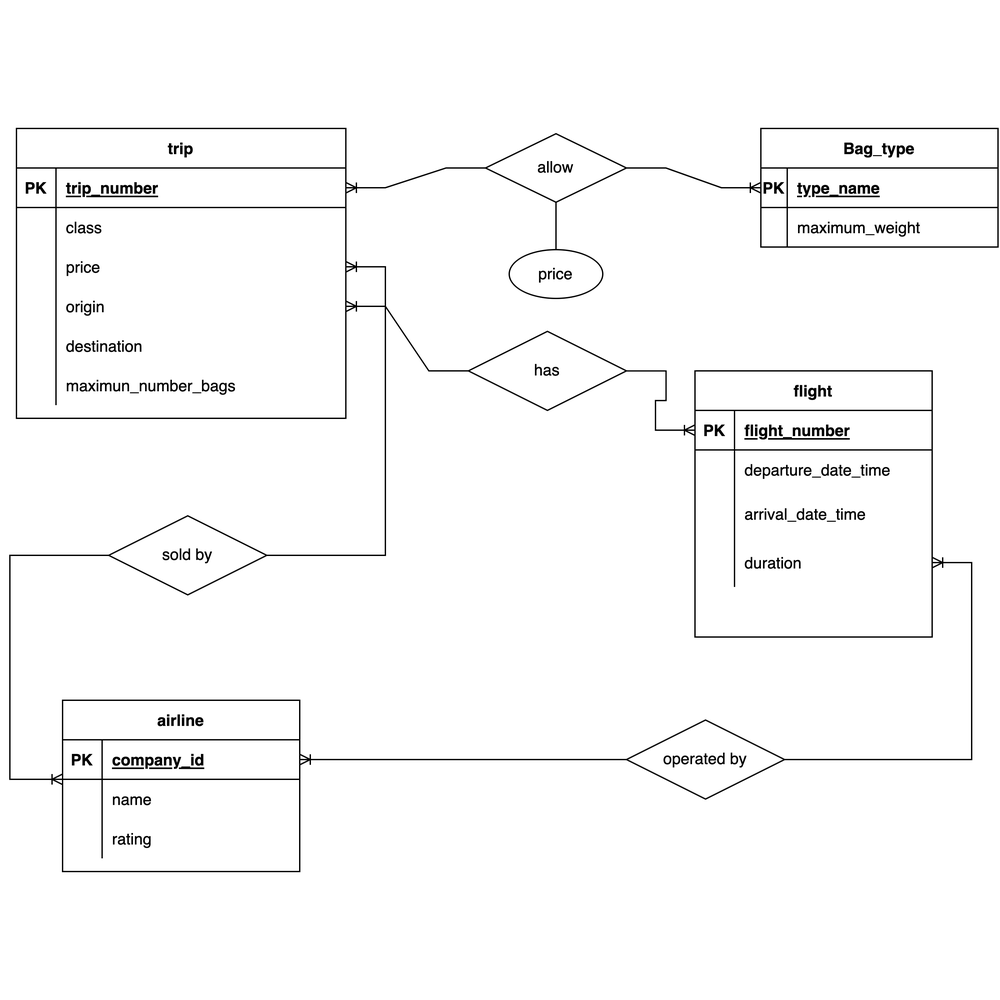 trip
PK trip_number
class
price
origin
destination
maximun_number_bags
allow
price
Bag_type
PK type_name
maximum_weight
has
flight
PK flight_number
departure_date_time
arrival_date_time
duration
sold by
airline
PK company_id
name
rating
operated by